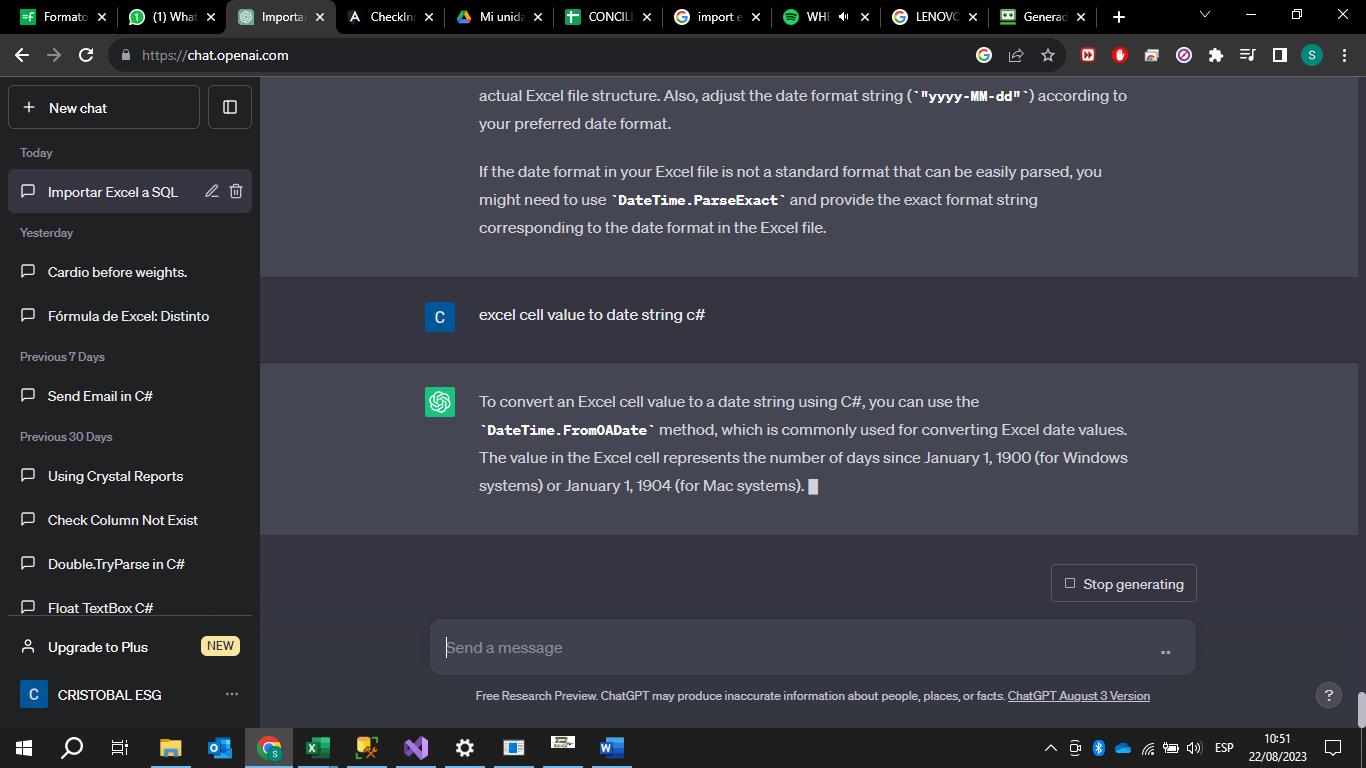 Formato
(1) What
Importar
CheckIn
Mi unida
CONCILI
import e
WHE
LENOVO
Generad
https://chat.openai.com
S
New chat
Today
Importar Excel a SQL
Yesterday
Cardio before weights.
Fórmula de Excel: Distinto
Previous 7 Days
Send Email in C#
Previous 30 Days
Using Crystal Reports
Check Column Not Exist
Double.TryParse in C#
Float TextBox C#
Upgrade to Plus
NEW
C
CRISTOBAL ESG
actual Excel file structure. Also, adjust the date format string (`"yyyy-MM-dd"`) according to
your preferred date format.
If the date format in your Excel file is not a standard format that can be easily parsed, you
might need to use `DateTime.ParseExact` and provide the exact format string
corresponding to the date format in the Excel file.
C
excel cell value to date string c#
To convert an Excel cell value to a date string using C#, you can use the
`DateTime.FromOADate` method, which is commonly used for converting Excel date values.
The value in the Excel cell represents the number of days since January 1, 1900 (for Windows
systems) or January 1, 1904 (for Mac systems).
Stop generating
Send a message
Free Research Preview. ChatGPT may produce inaccurate information about people, places, or facts. ChatGPT August 3 Version
?
ESP
10:51
22/08/2023